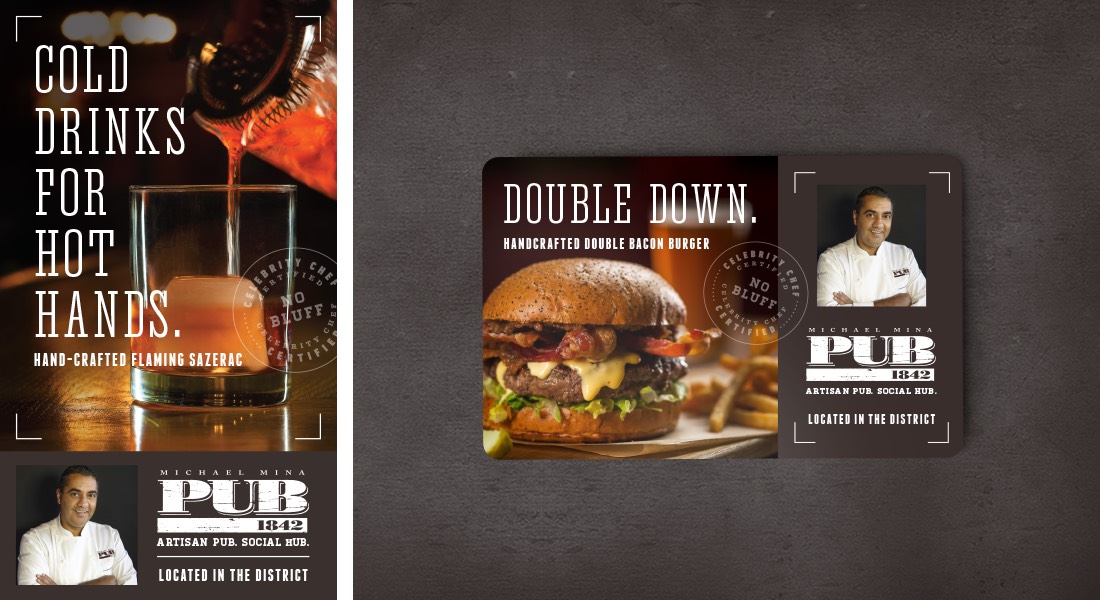 COLD
DRINKS
FOR
HOT
HANDS.
HAND-CRAFTED FLAMING SAZERAC
CELEBRITY CHEF
CERTIFIED
NO
BLUFF
CELEBRITY CHEF
CERTIFIED
MICHAEL MINA
PUB
1842
ARTISAN PUB. SOCIAL HUB.
LOCATED IN THE DISTRICT
DOUBLE DOWN.
HANDCRAFTED DOUBLE BACON BURGER
CELEBRITY CHEF
CERTIFIED
NO
BLUFF
CELEBRITY CHEF
CERTIFIED
PUB
MICHAEL MINA
PUB
1842
ARTISAN PUB. SOCIAL HUB.
LOCATED IN THE DISTRICT